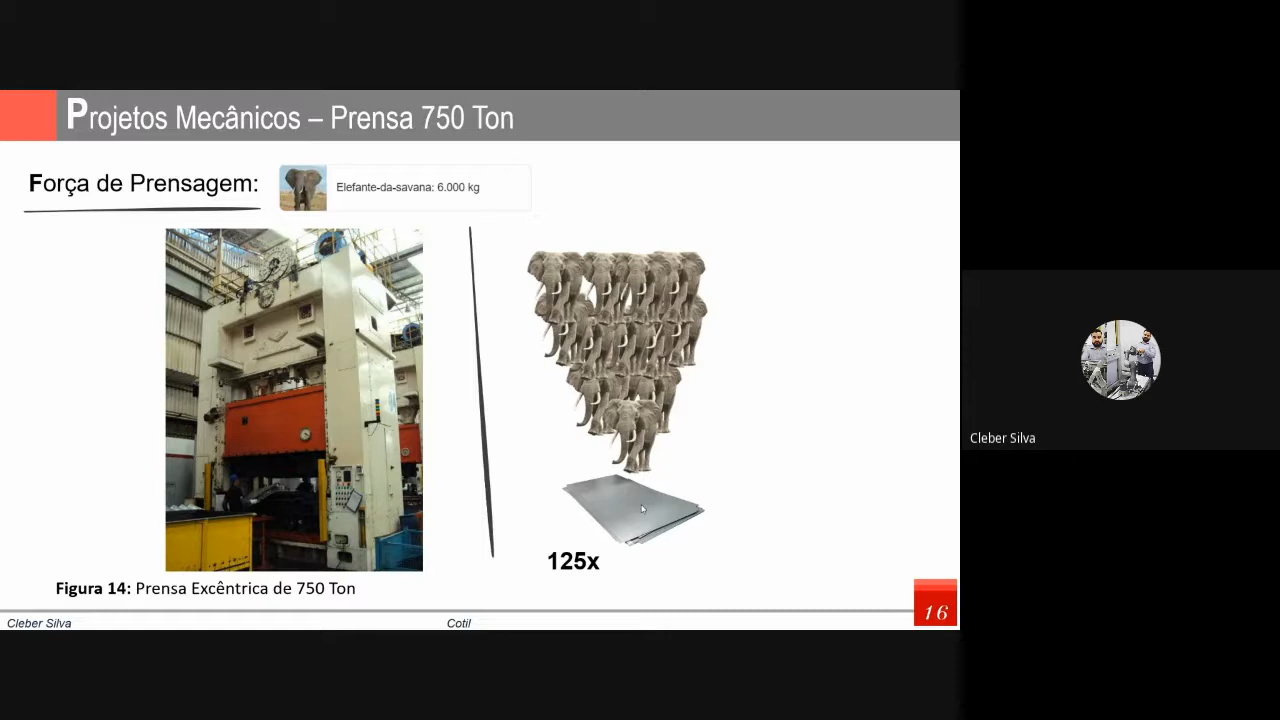 Projetos Mecânicos – Prensa 750 Ton
Força de Prensagem:
Elefante-da-savana: 6.000 kg
125x
Figura 14: Prensa Excêntrica de 750 Ton
Cleber Silva
Cotil
16
Cleber Silva